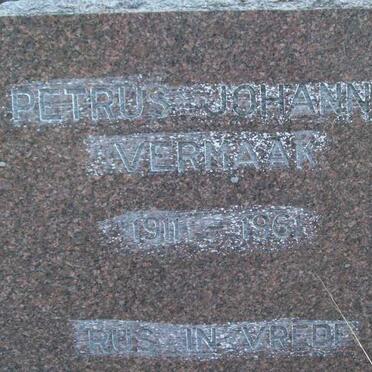 PETRUS JOHANN
VERMAAK
1911 - 1961
RUS IN VREDE